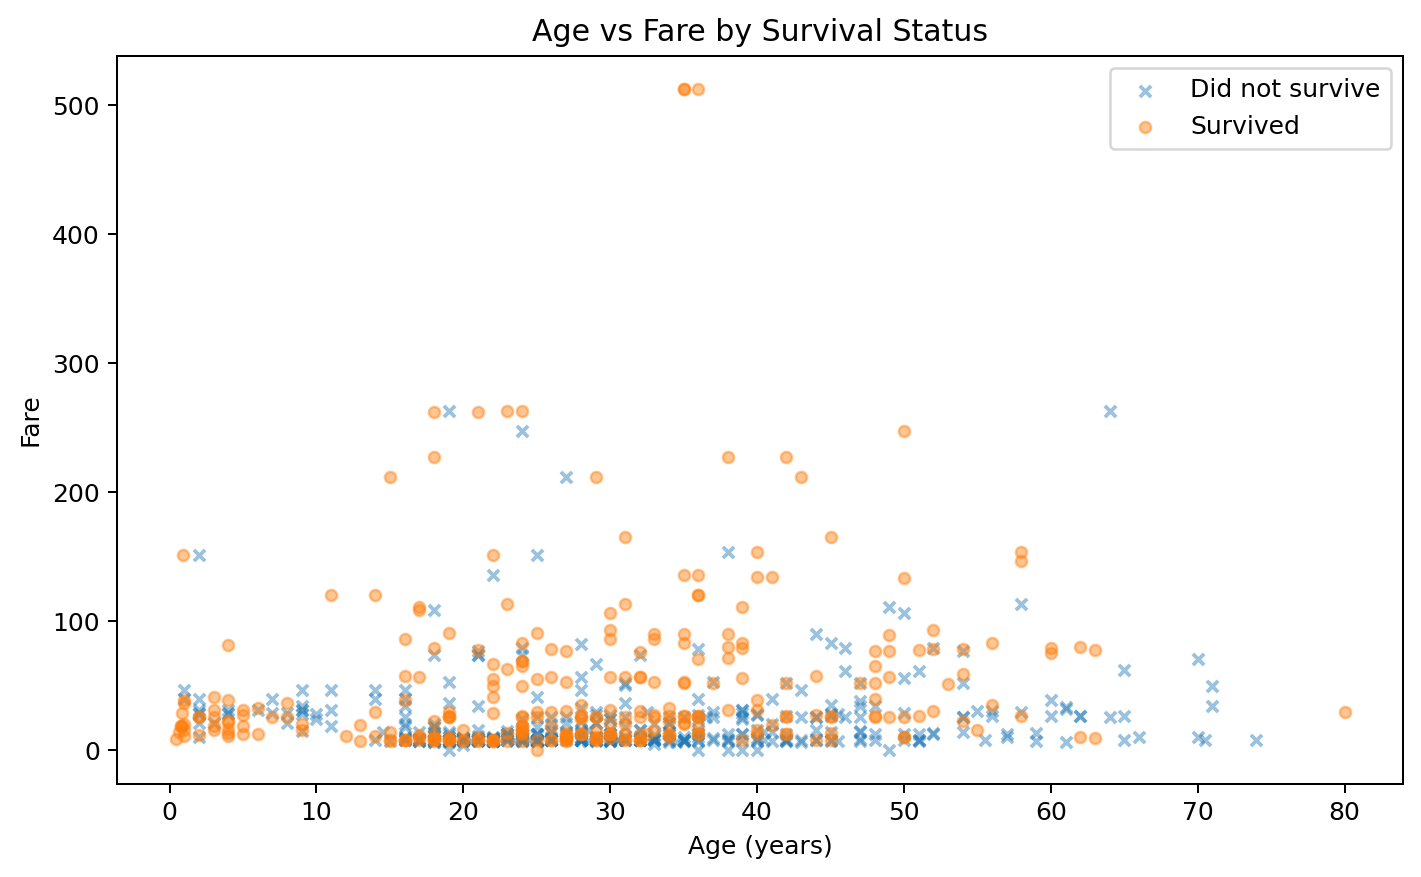 Age vs Fare by Survival Status
Did not survive
Survived
500
400
300
200
100
0
Fare
0 10 20 30 40 50 60 70 80
Age (years)